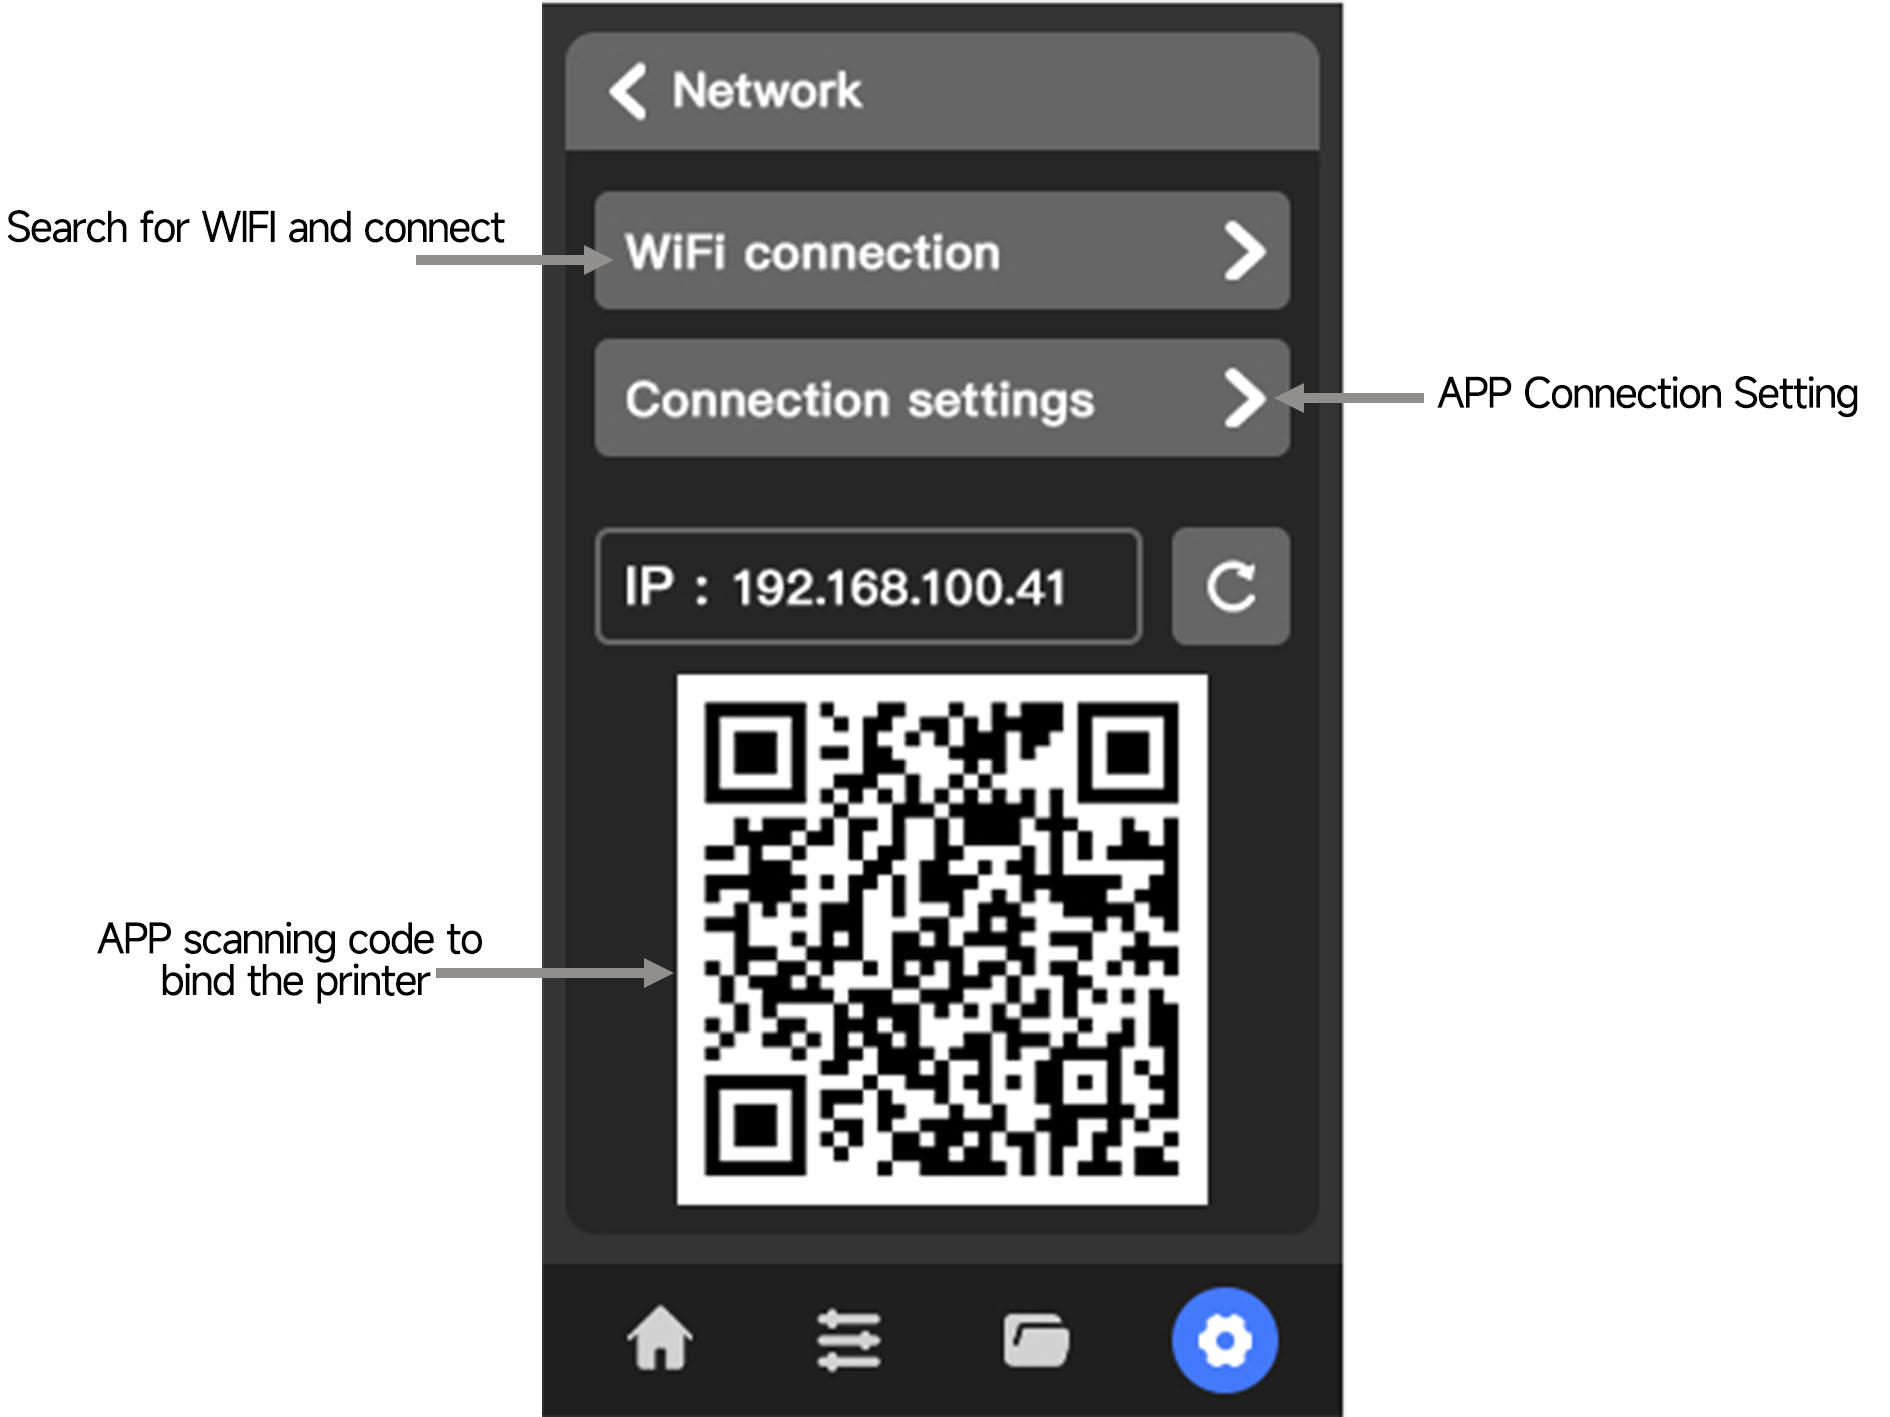 Network
Search for WIFI and connect
WiFi connection
Connection settings
APP Connection Setting
IP : 192.168.100.41
APP scanning code to
bind the printer